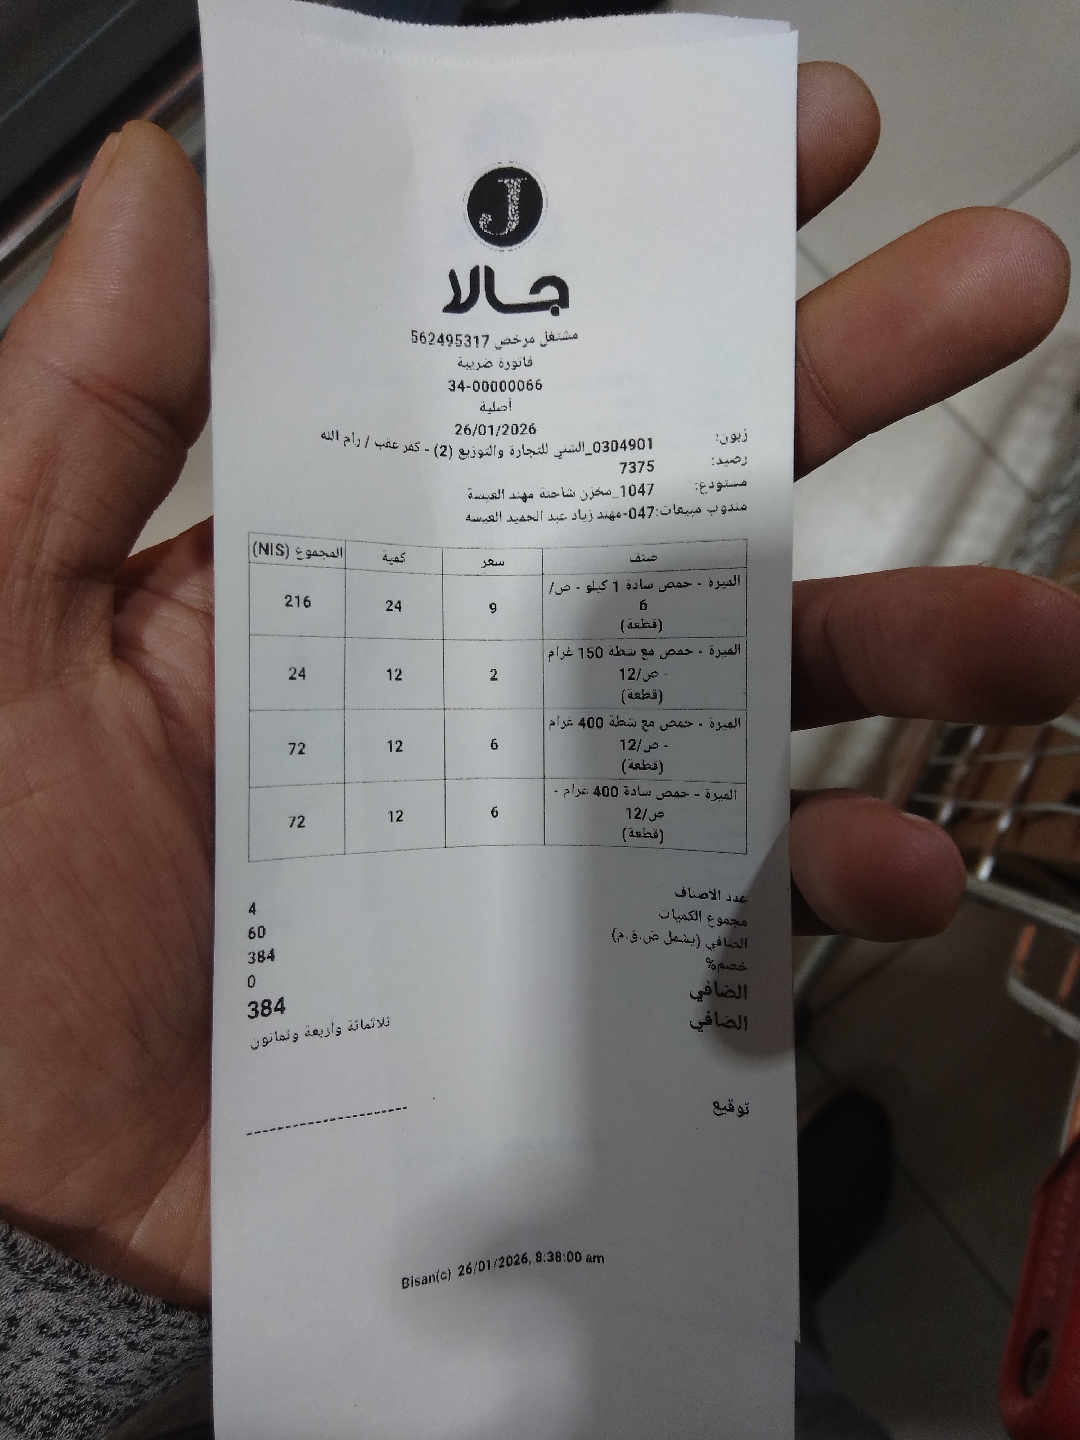 J
جالا
مشتغل مرخص 562495317
فاتورة ضريبية
34-00000066
أصلية
26/01/2026
زبون: 0304901_الشني للتجارة والتوزيع (2) - كفر عقب / رام الله
رصيد: 7375
مستودع: 1047_مخزن شاحنة مهند العبسة
مندوب مبيعات: 047-مهند زياد عبد الحميد العبسه
صنف سعر كمية المجموع (NIS)
الميرة - حمص سادة 1 كيلو - ص/ 9 24 216
6
(قطعة)
الميرة - حمص مع شطة 150 غرام 2 12 24
- ص/12
(قطعة)
الميرة - حمص مع شطة 400 غرام 6 12 72
- ص/12
(قطعة)
الميرة - حمص سادة 400 غرام - 6 12 72
ص/12
(قطعة)
عدد الاصناف 4
مجموع الكميات 60
الصافي (يشمل ض.ق.م) 384
خصم% 0
الصافي 384
الصافي ثلاثمائة وأربعة وثمانون
توقيع
Bisan(c) 26/01/2026, 8:38:00 am